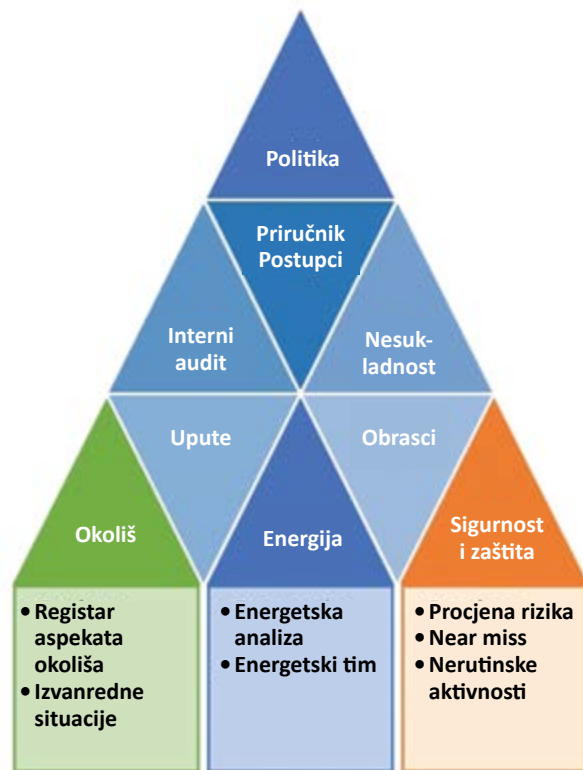 Politika
Priručnik
Postupci
Interni
audit
Nesuk-
ladnost
Upute
Obrasci
Okoliš
Energija
Sigurnost
i zaštita
• Registar
aspekata
okoliša
• Izvanredne
situacije
• Energetska
analiza
• Energetski tim
• Procjena rizika
• Near miss
• Nerutinske
aktivnosti